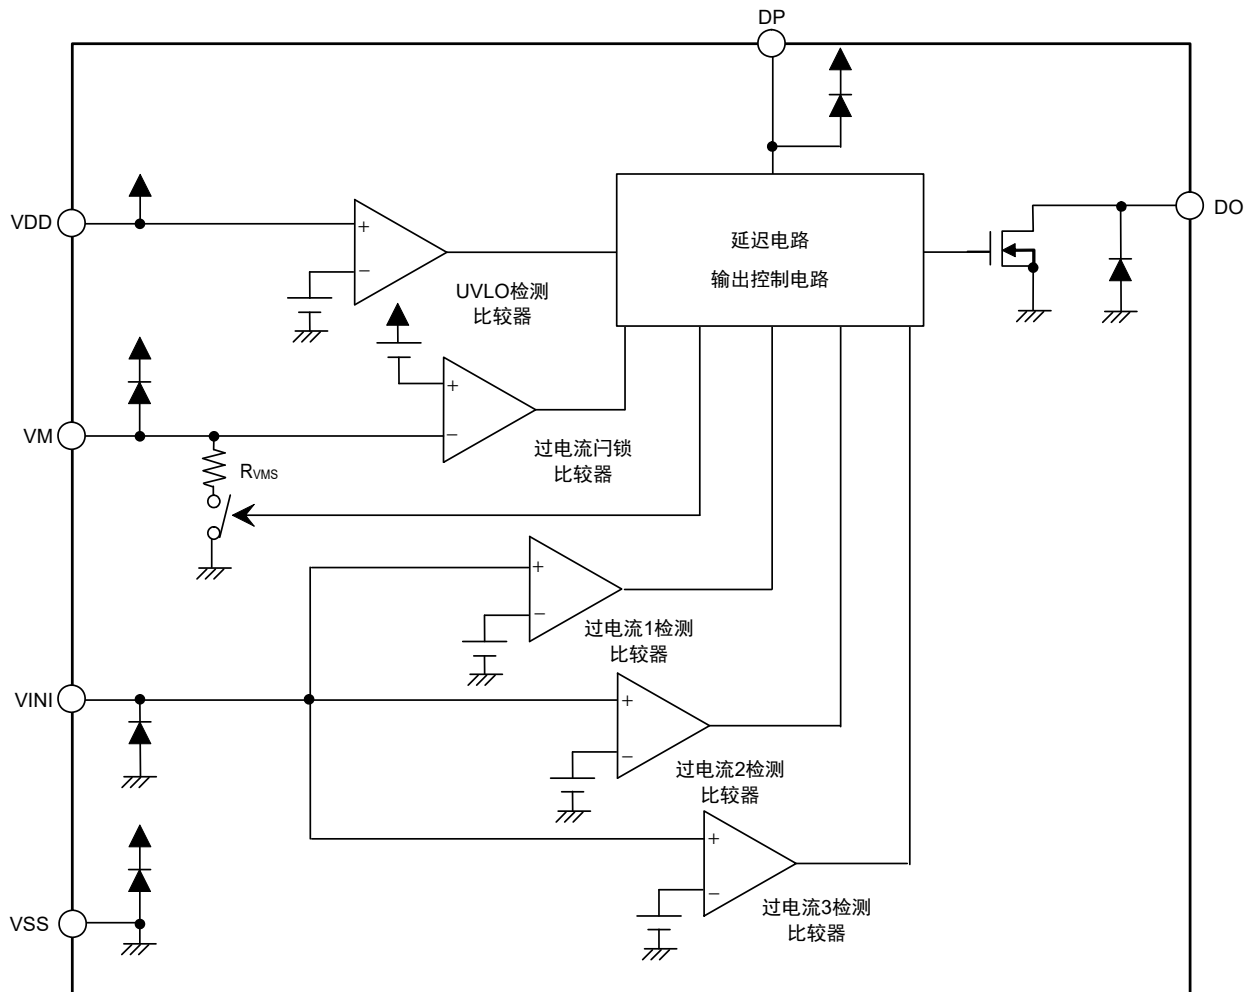 DP
VDD
DO
延迟电路
输出控制电路
+
−
UVLO检测
比较器
+
−
VM
过电流闩锁
比较器
RVMS
+
−
过电流1检测
比较器
VINI
+
−
过电流2检测
比较器
+
−
过电流3检测
比较器
VSS